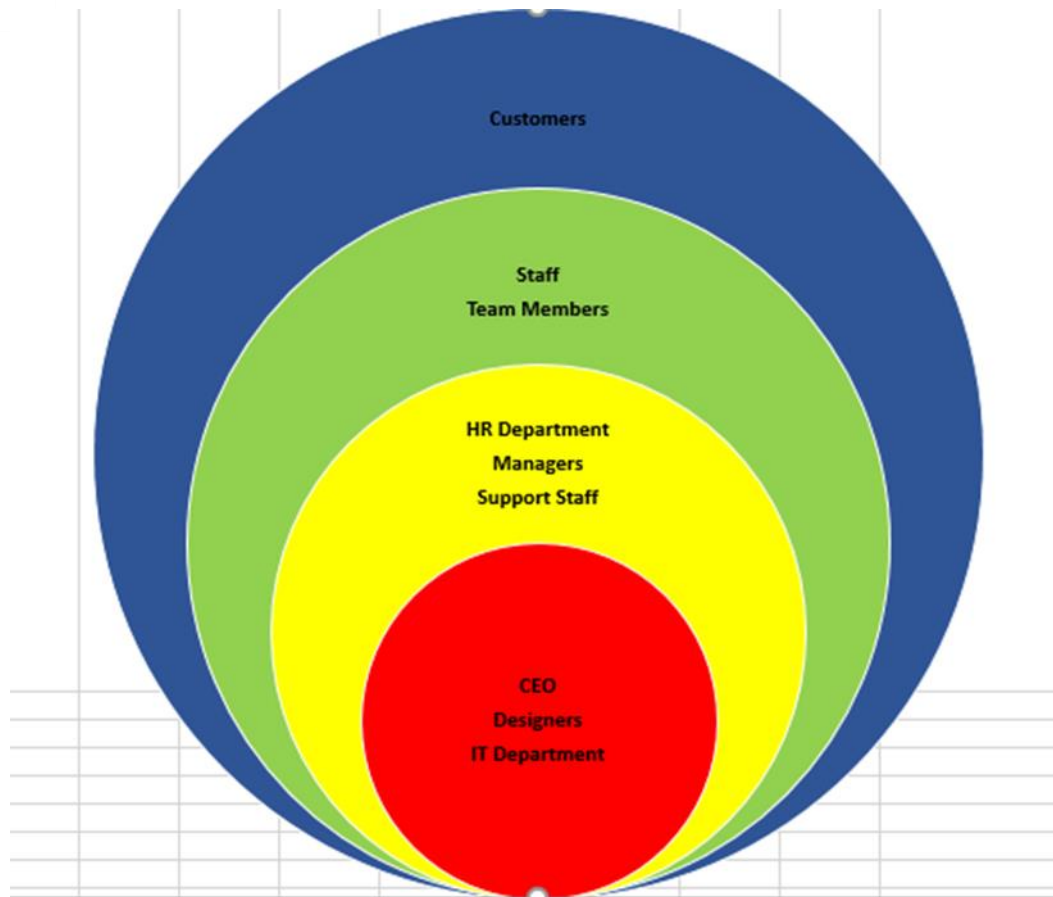 Customers
Staff
Team Members
HR Department
Managers
Support Staff
CEO
Designers
IT Department